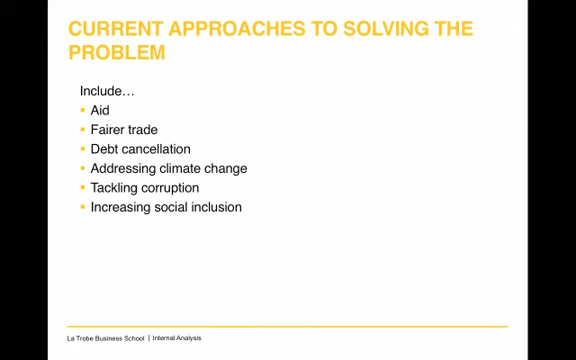 CURRENT APPROACHES TO SOLVING THE
PROBLEM
Include…
▪ Aid
▪ Fairer trade
▪ Debt cancellation
▪ Addressing climate change
▪ Tackling corruption
▪ Increasing social inclusion
La Trobe Business School | Internal Analysis